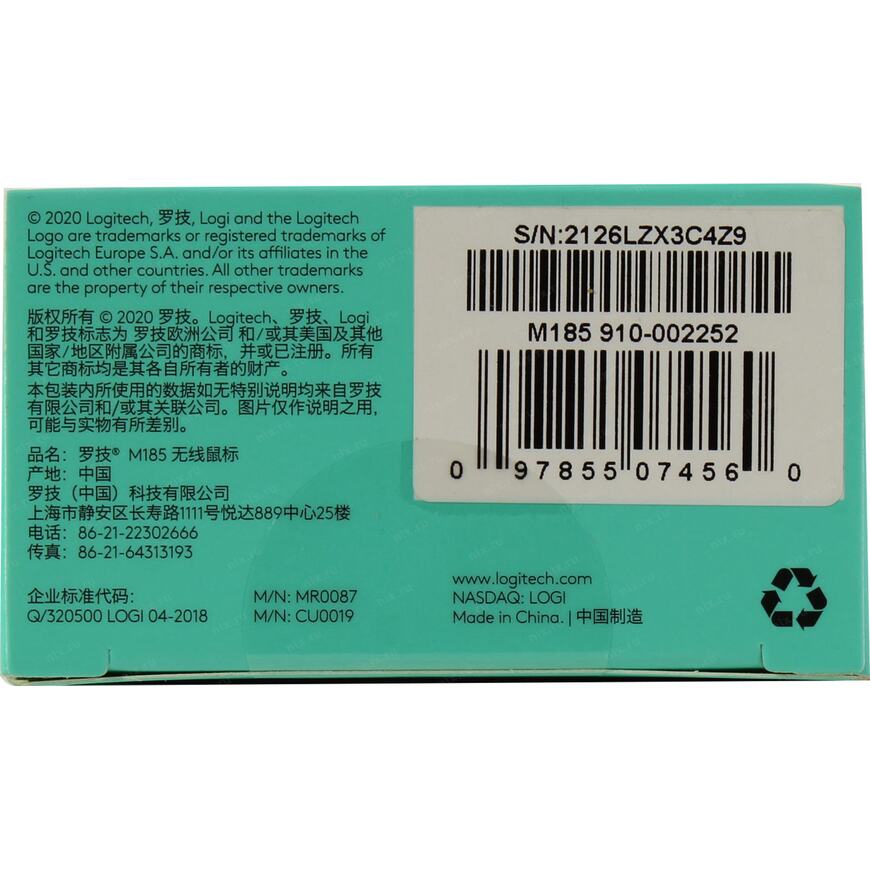 © 2020 Logitech, 罗技, Logi and the Logitech
Logo are trademarks or registered trademarks of
Logitech Europe S.A. and/or its affiliates in the
U.S. and other countries. All other trademarks
are the property of their respective owners.
版权所有 © 2020 罗技。Logitech、罗技、Logi
和罗技标志为 罗技欧洲公司 和/或其美国及其他
国家/地区附属公司的商标，并或已注册。所有
其它商标均是其各自所有者的财产。
本包装内所使用的数据如无特别说明均来自罗技
有限公司和/或其关联公司。图片仅作说明之用,
可能与实物有所差别。
品名：罗技® M185 无线鼠标
产地：中国
罗技（中国）科技有限公司
上海市静安区长寿路1111号悦达889中心25楼
电话：86-21-22302666
传真：86-21-64313193
企业标准代码：
Q/320500 LOGI 04-2018
M/N: MR0087
M/N: CU0019
S/N:2126LZX3C4Z9
M185 910-002252
0 97855 07456 0
www.logitech.com
NASDAQ: LOGI
Made in China. | 中国制造